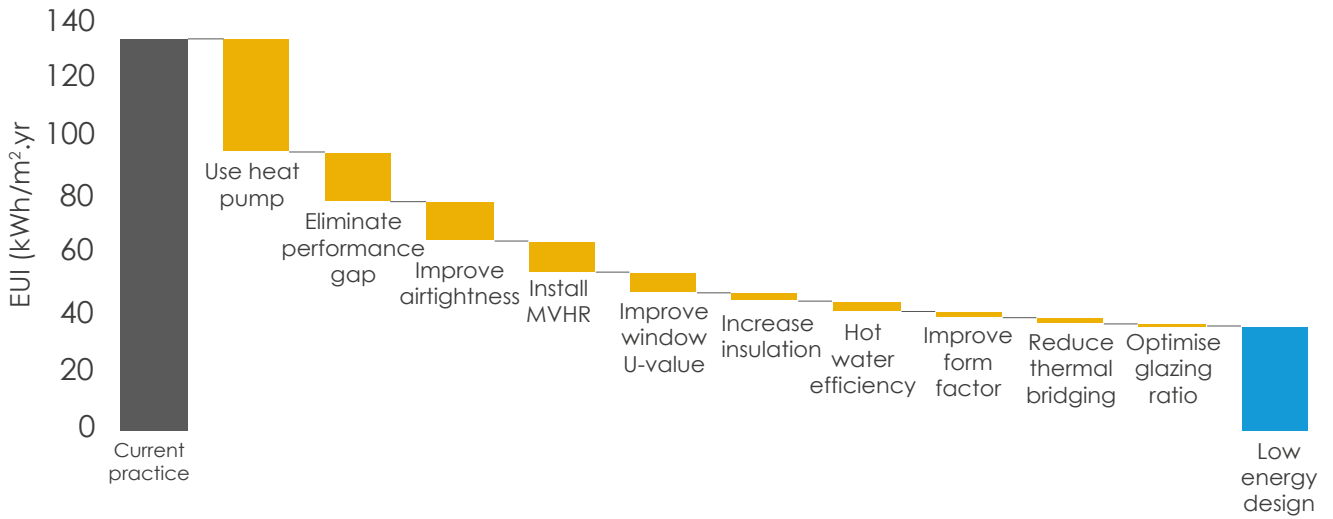 140
120
100
80
60
40
20
0
EUI (kWh/m².yr
Current
practice
Use heat
pump
Eliminate
performance
gap
Improve
airtightness
Install
MVHR
Improve
window
U-value
Increase
insulation
Hot
water
efficiency
Improve
form
factor
Reduce
thermal
bridging
Optimise
glazing
ratio
Low
energy
design